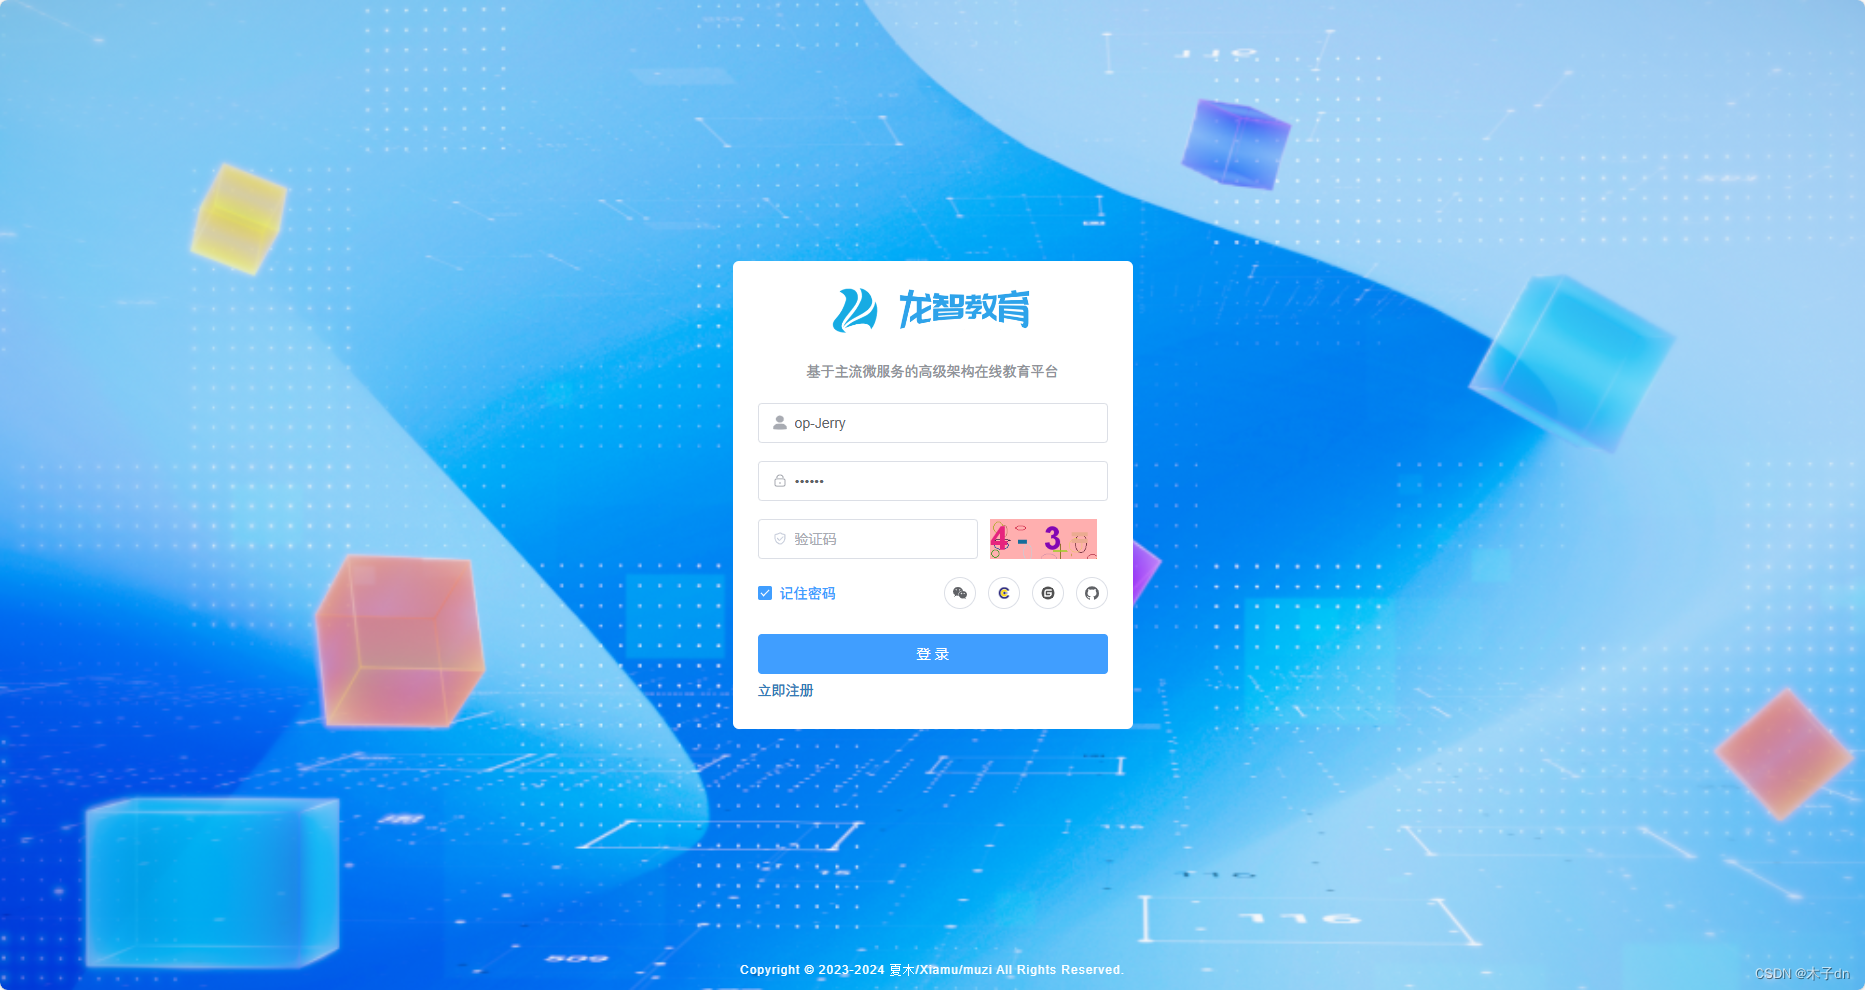 110
龙智教育
基于主流微服务的高级架构在线教育平台
op-Jerry
••••••
验证码
4 - 3 =
记住密码
登 录
立即注册
116
Copyright © 2023-2024 夏木/Xiamu/muzi All Rights Reserved.
CSDN @木子dn